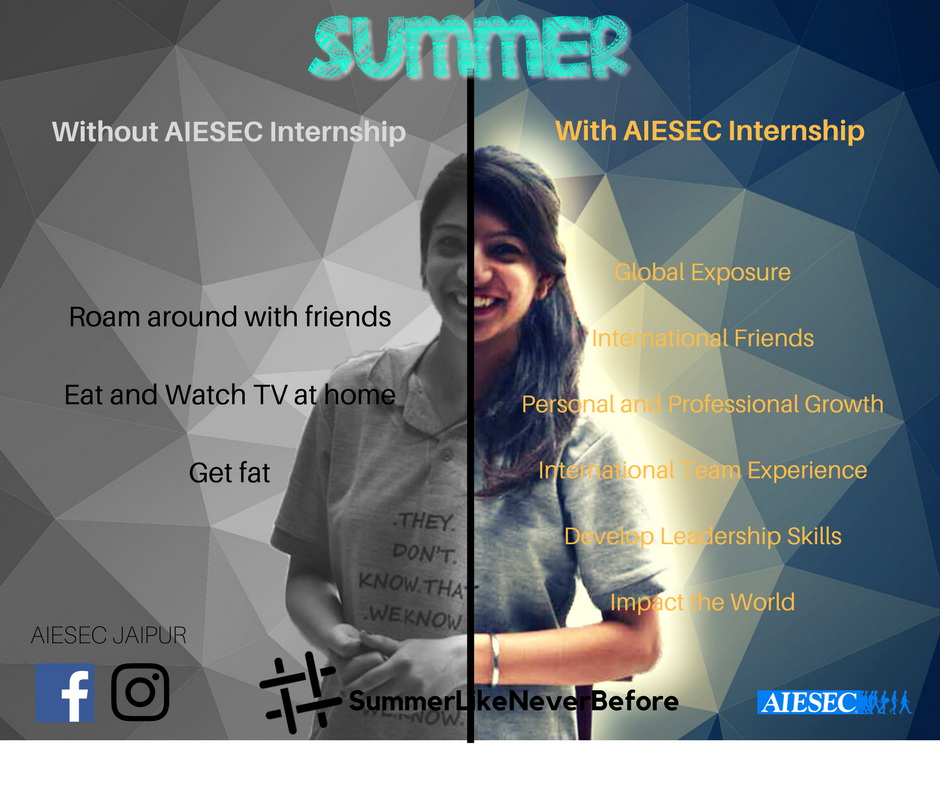 SUMMER
Without AIESEC Internship
Roam around with friends
Eat and Watch TV at home
Get fat
.THEY.
DON'T.
KNOW.THAT
.WEKNOW
WE.KNOW.
AIESEC JAIPUR
With AIESEC Internship
Global Exposure
International Friends
Personal and Professional Growth
International Team Experience
Develop Leadership Skills
Impact the World
#SummerLikeNeverBefore
AIESEC